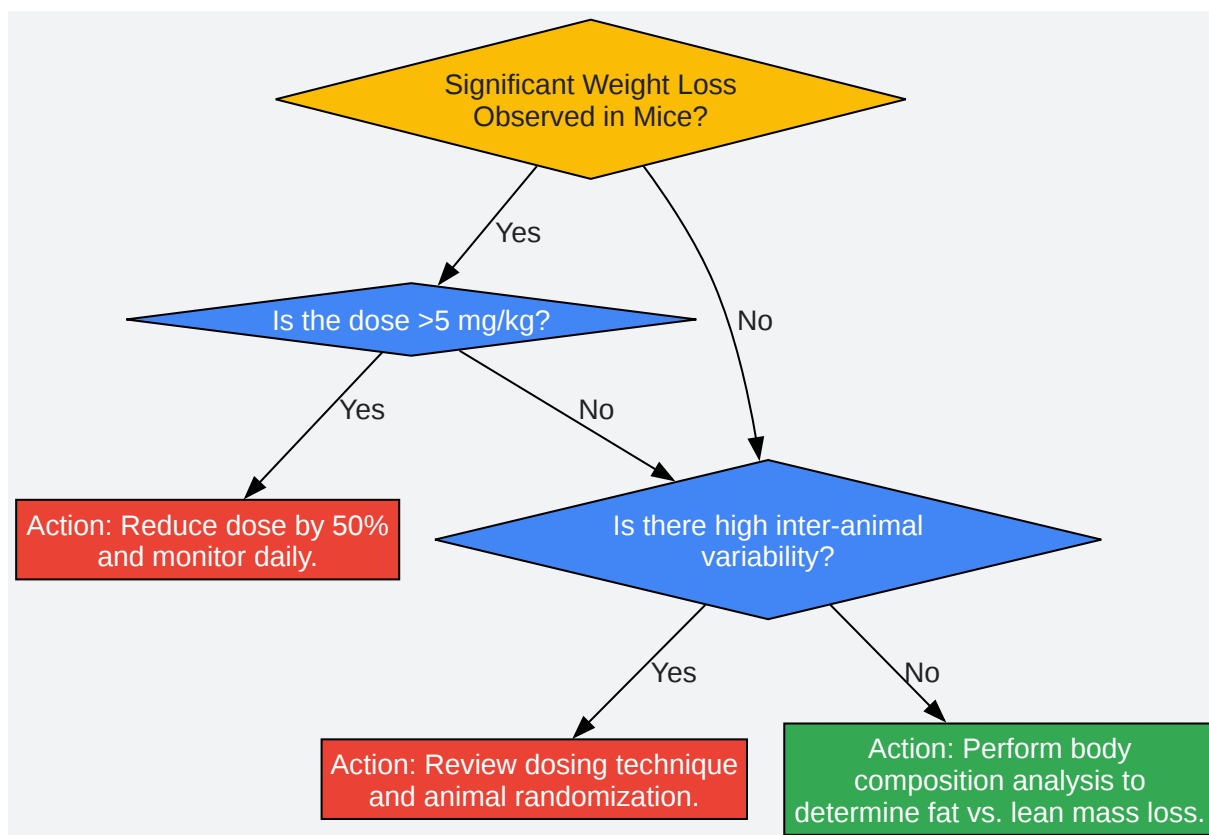 Significant Weight Loss
Observed in Mice?
Yes
No
Is the dose >5 mg/kg?
Yes
No
Action: Reduce dose by 50%
and monitor daily.
Is there high inter-animal
variability?
Yes
No
Action: Review dosing technique
and animal randomization.
Action: Perform body
composition analysis to
determine fat vs. lean mass loss.